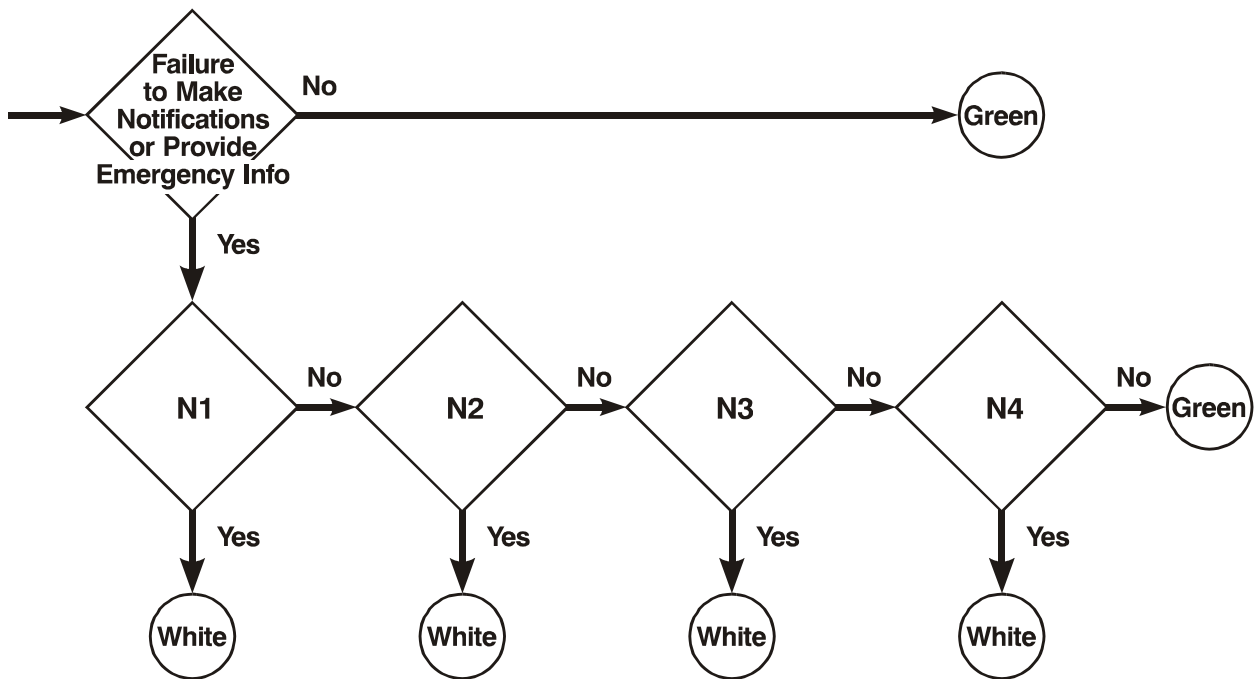 Failure
to Make
Notifications
or Provide
Emergency Info
No
Green
Yes
N1
No
N2
No
N3
No
N4
No
Green
Yes
Yes
Yes
Yes
White
White
White
White